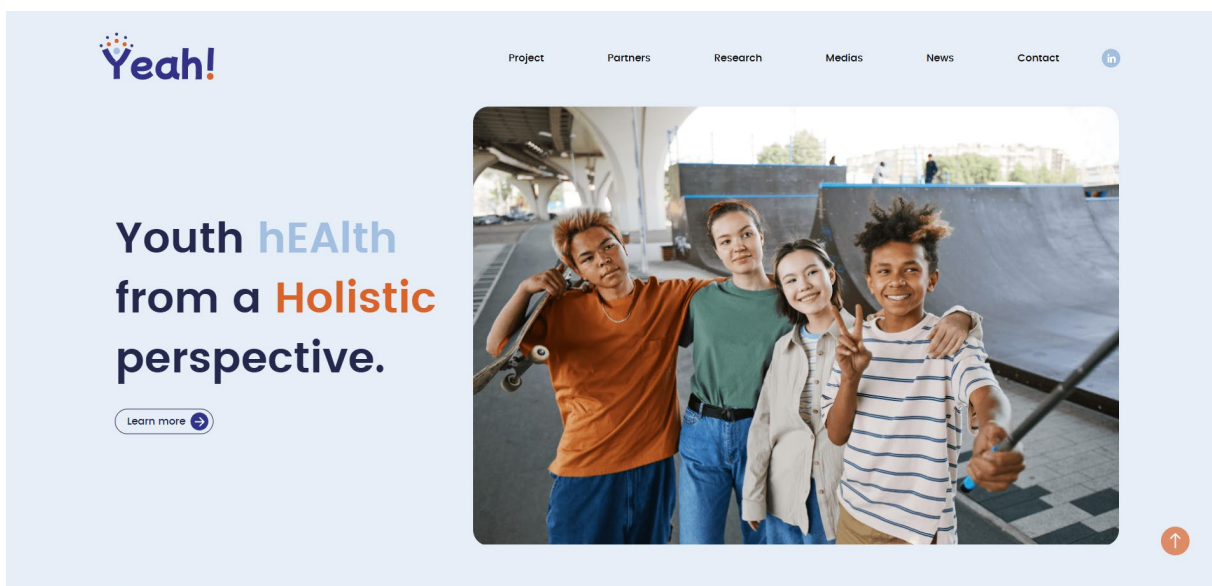 Yeah!
Project Partners Research Medias News Contact in
Youth hEAlth
from a Holistic
perspective.
Learn more